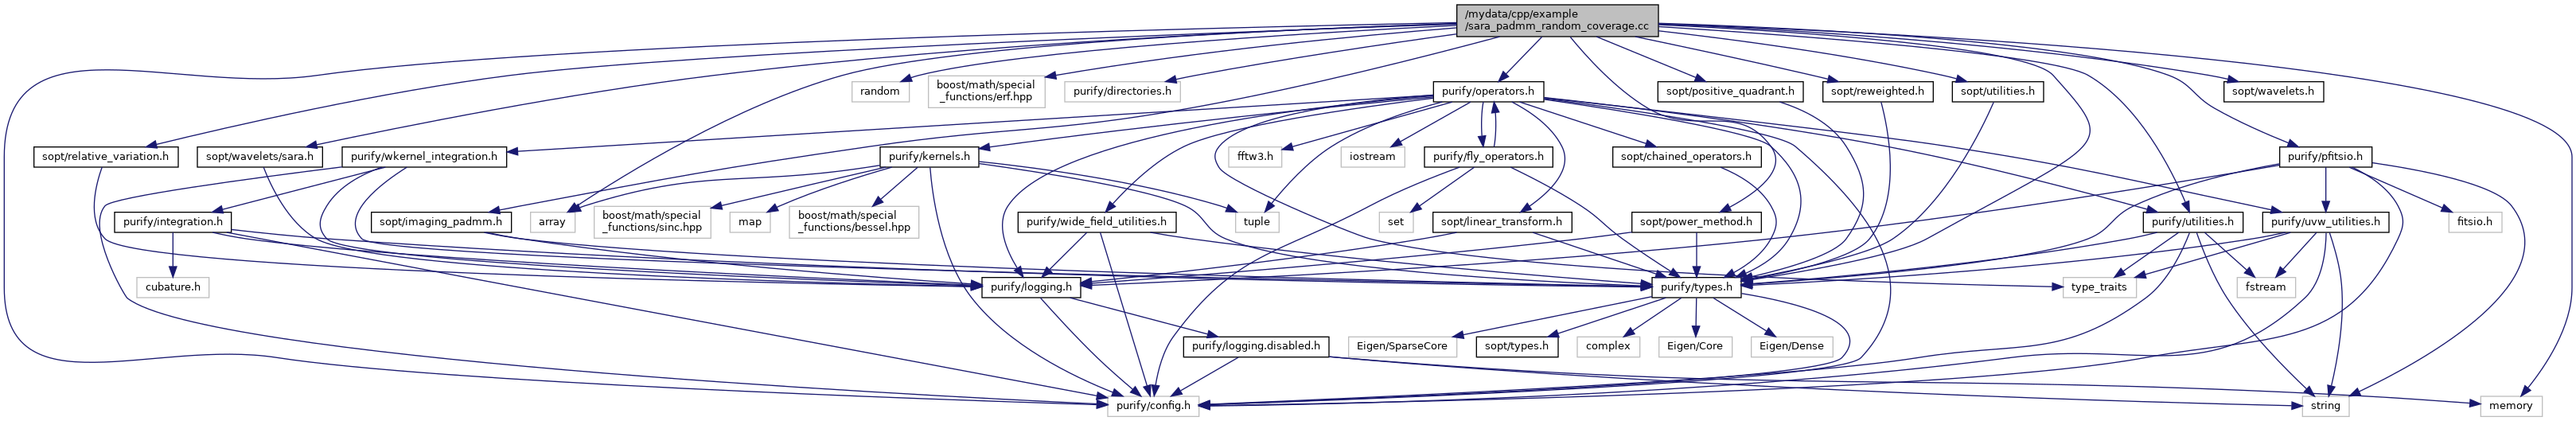 /mydata/cpp/example
/sara_padmm_random_coverage.cc
random
boost/math/special
_functions/erf.hpp
purify/directories.h
purify/operators.h
sopt/positive_quadrant.h
sopt/reweighted.h
sopt/utilities.h
sopt/wavelets.h
sopt/relative_variation.h
sopt/wavelets/sara.h
purify/wkernel_integration.h
purify/kernels.h
fftw3.h
iostream
purify/fly_operators.h
sopt/chained_operators.h
purify/pfitsio.h
purify/integration.h
sopt/imaging_padmm.h
array
boost/math/special
_functions/sinc.hpp
map
boost/math/special
_functions/bessel.hpp
purify/wide_field_utilities.h
tuple
set
sopt/linear_transform.h
sopt/power_method.h
purify/utilities.h
purify/uvw_utilities.h
fitsio.h
cubature.h
purify/logging.h
purify/types.h
type_traits
fstream
purify/logging.disabled.h
Eigen/SparseCore
sopt/types.h
complex
Eigen/Core
Eigen/Dense
purify/config.h
string
memory